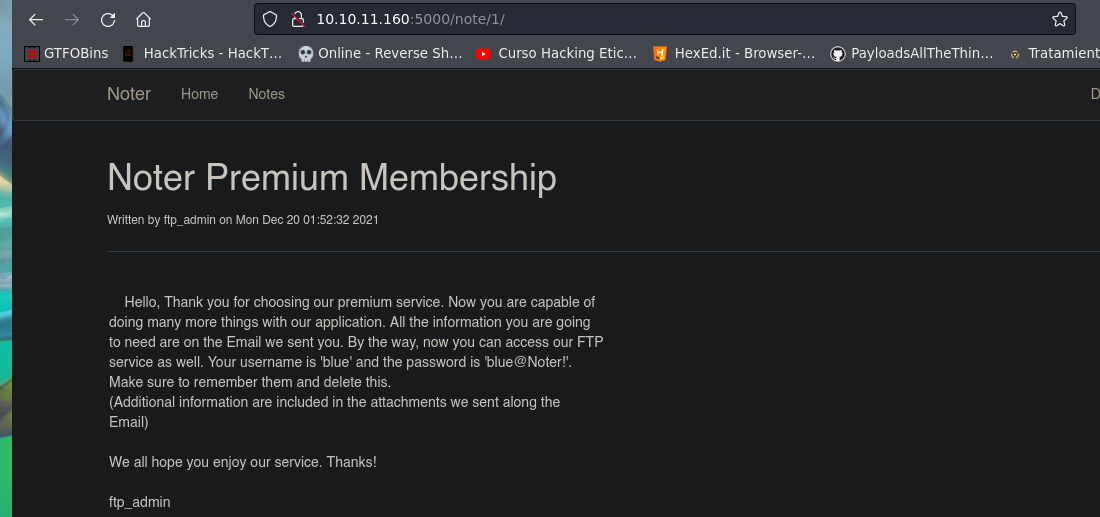 10.10.11.160:5000/note/1/
GTFOBins HackTricks - HackT... Online - Reverse Sh... Curso Hacking Etic... HexEd.it - Browser-... PayloadsAllTheThin... Tratamient
Noter Home Notes D
Noter Premium Membership
Written by ftp_admin on Mon Dec 20 01:52:32 2021
Hello, Thank you for choosing our premium service. Now you are capable of
doing many more things with our application. All the information you are going
to need are on the Email we sent you. By the way, now you can access our FTP
service as well. Your username is 'blue' and the password is 'blue@Noter!'.
Make sure to remember them and delete this.
(Additional information are included in the attachments we sent along the
Email)
We all hope you enjoy our service. Thanks!
ftp_admin